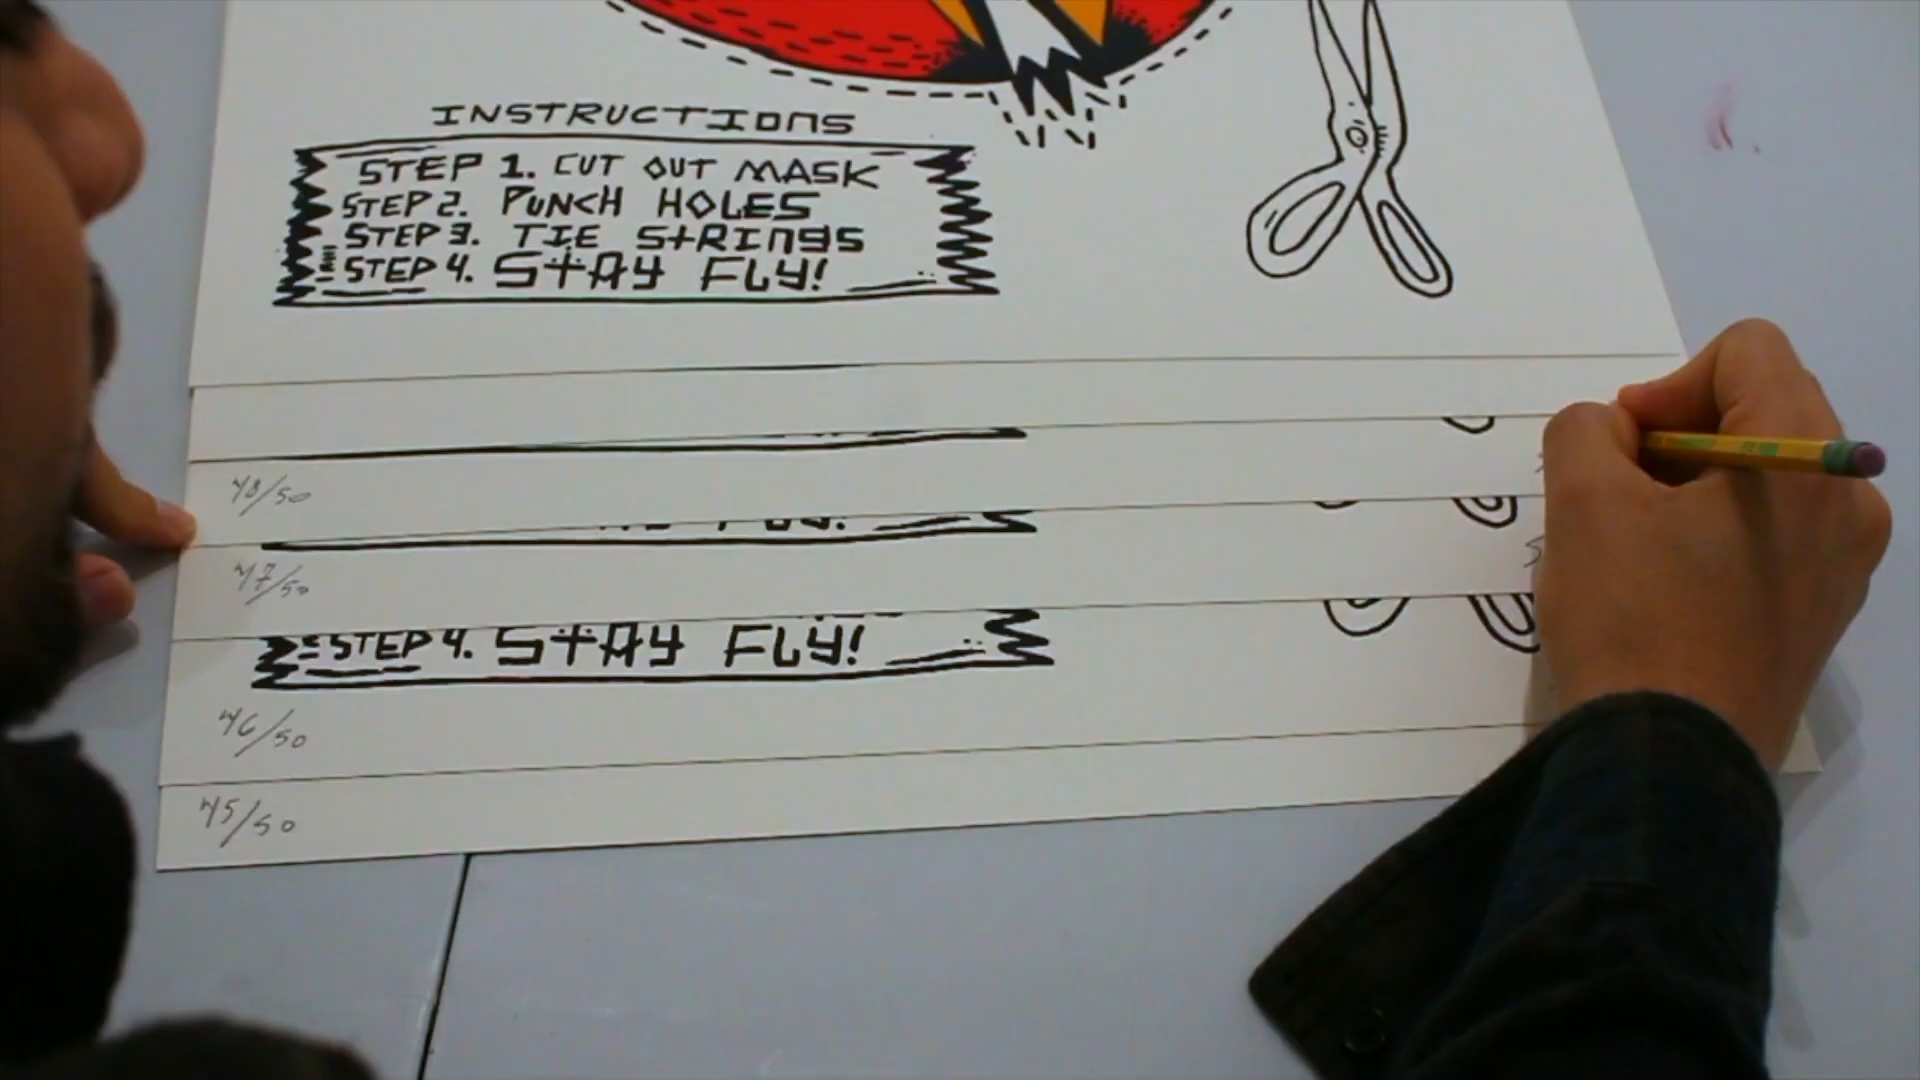 INSTRUCTIONS
STEP 1. CUT OUT MASK
STEP 2. PUNCH HOLES
STEP 3. TIE STRINGS
STEP 4. STAY FLY!
48/50
47/50
STEP 4. STAY FLY!
46/50
45/50